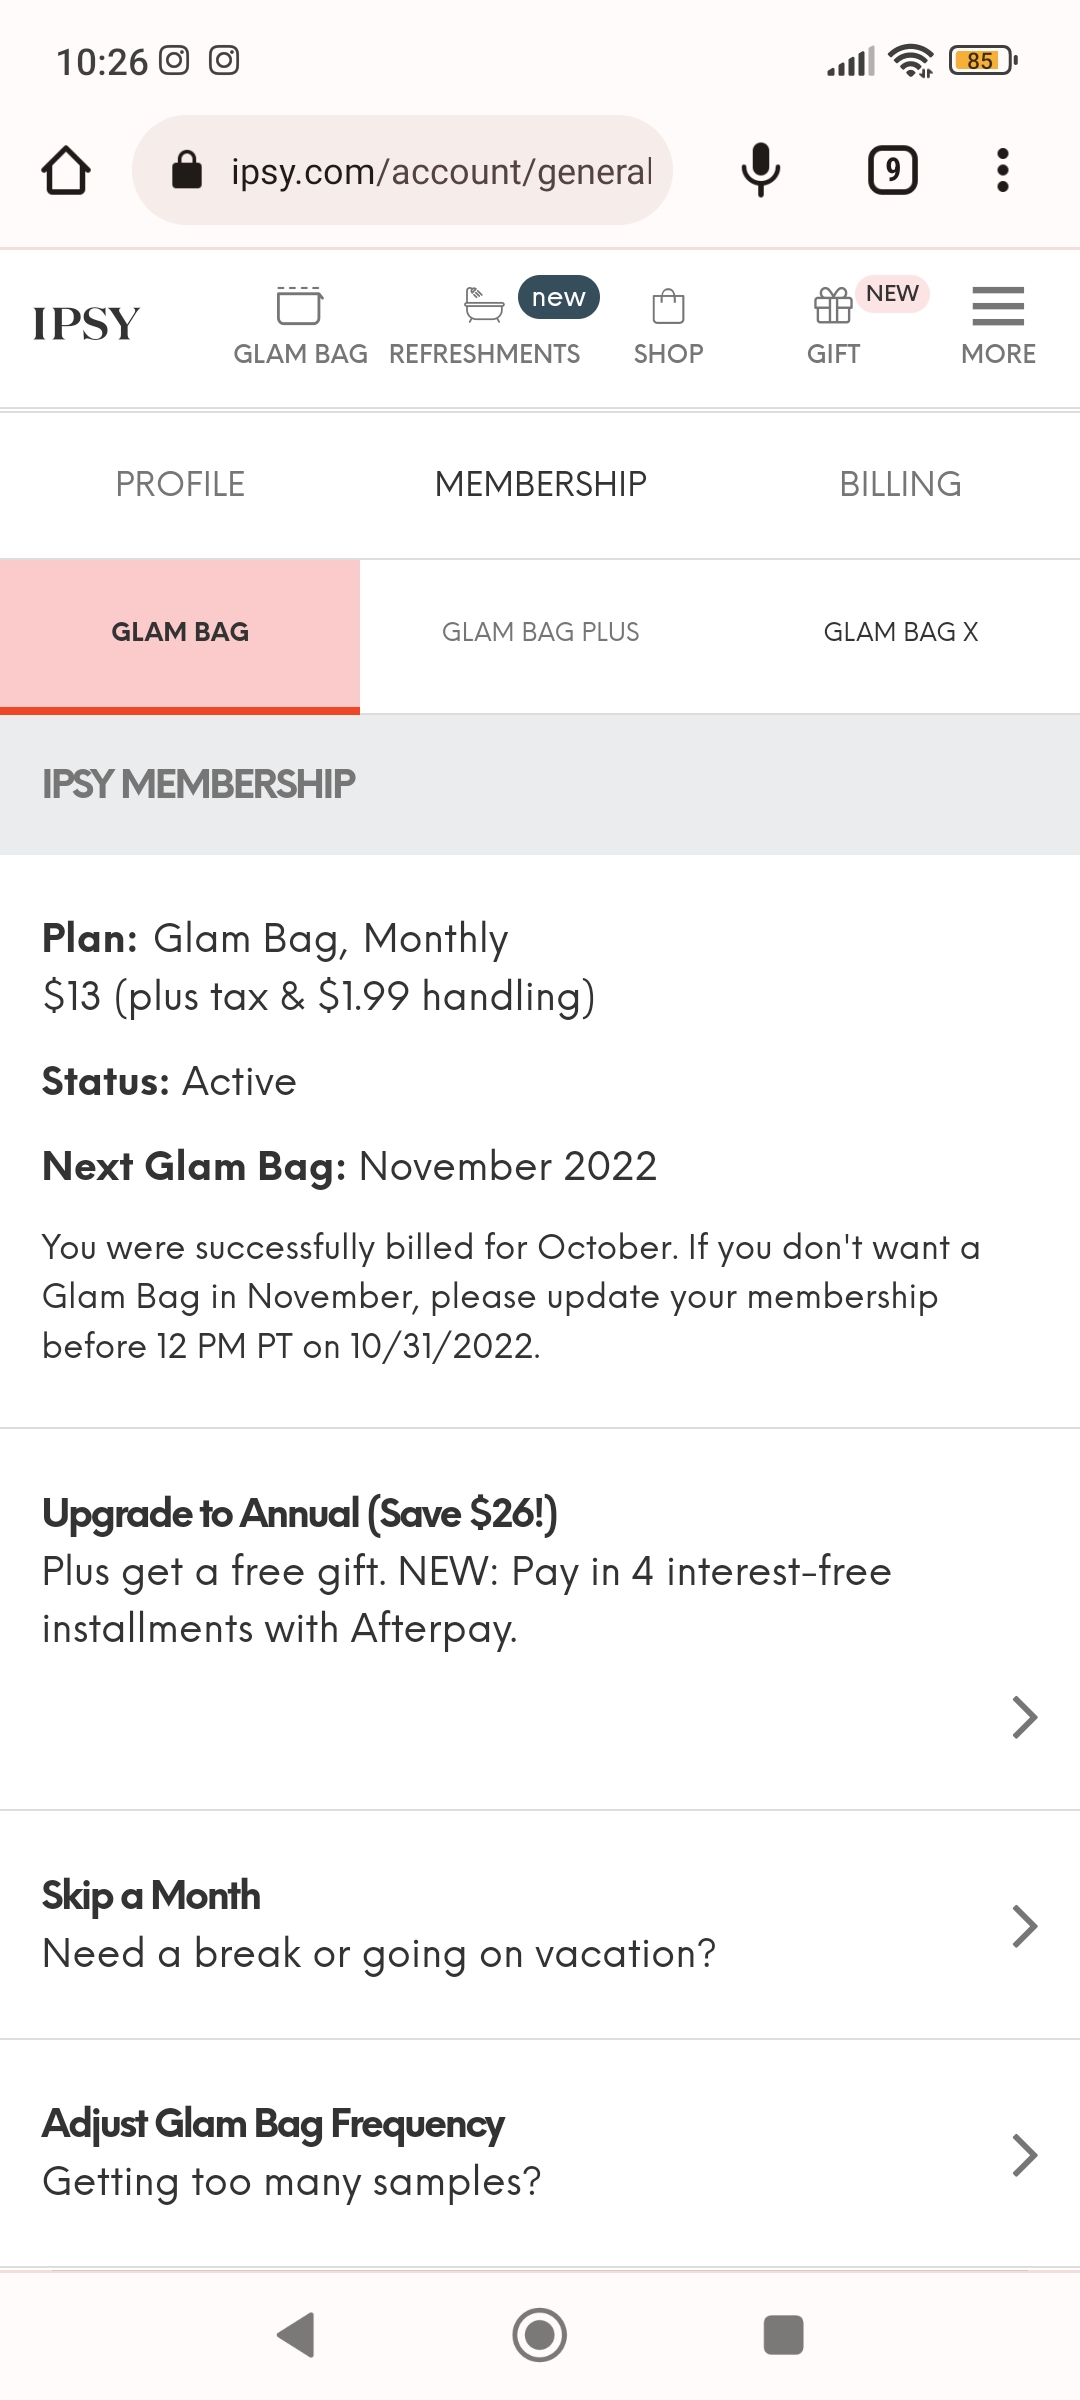 10:26
85
ipsy.com/account/general
9
IPSY
GLAM BAG
REFRESHMENTS
new
SHOP
GIFT
NEW
MORE
PROFILE
MEMBERSHIP
BILLING
GLAM BAG
GLAM BAG PLUS
GLAM BAG X
IPSY MEMBERSHIP
Plan: Glam Bag, Monthly
$13 (plus tax & $1.99 handling)
Status: Active
Next Glam Bag: November 2022
You were successfully billed for October. If you don't want a
Glam Bag in November, please update your membership
before 12 PM PT on 10/31/2022.
Upgrade to Annual (Save $26!)
Plus get a free gift. NEW: Pay in 4 interest-free
installments with Afterpay.
Skip a Month
Need a break or going on vacation?
Adjust Glam Bag Frequency
Getting too many samples?